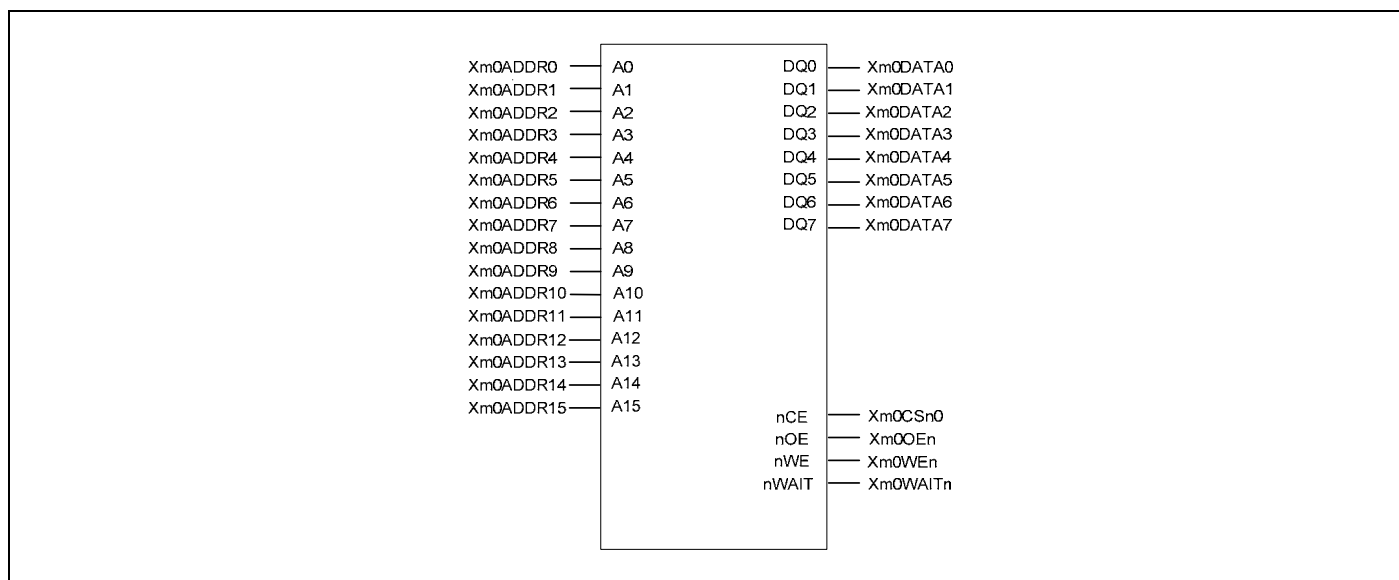 Xm0ADDR0 A0 DQ0 Xm0DATA0
Xm0ADDR1 A1 DQ1 Xm0DATA1
Xm0ADDR2 A2 DQ2 Xm0DATA2
Xm0ADDR3 A3 DQ3 Xm0DATA3
Xm0ADDR4 A4 DQ4 Xm0DATA4
Xm0ADDR5 A5 DQ5 Xm0DATA5
Xm0ADDR6 A6 DQ6 Xm0DATA6
Xm0ADDR7 A7 DQ7 Xm0DATA7
Xm0ADDR8 A8
Xm0ADDR9 A9
Xm0ADDR10 A10
Xm0ADDR11 A11
Xm0ADDR12 A12
Xm0ADDR13 A13
Xm0ADDR14 A14
Xm0ADDR15 A15
nCE Xm0CSn0
nOE Xm0OEn
nWE Xm0WEn
nWAIT Xm0WAITn